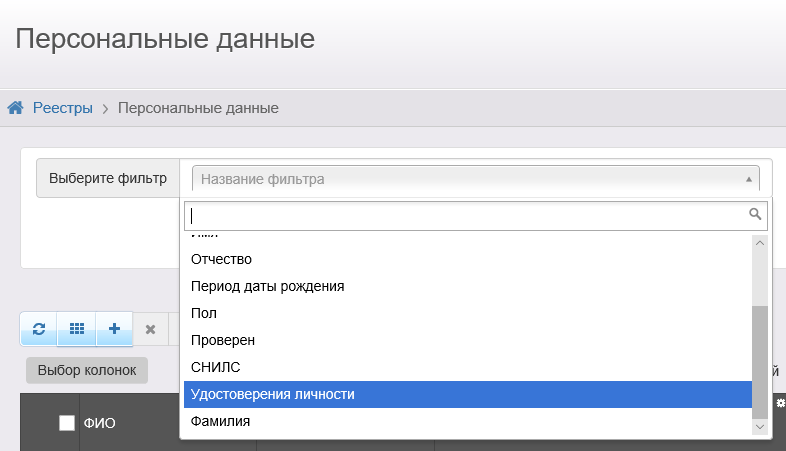 Персональные данные
Реестры > Персональные данные
Выберите фильтр
Название фильтра
Имя
Отчество
Период даты рождения
Пол
Проверен
СНИЛС
Удостоверения личности
Фамилия
Выбор колонок
й
ФИО